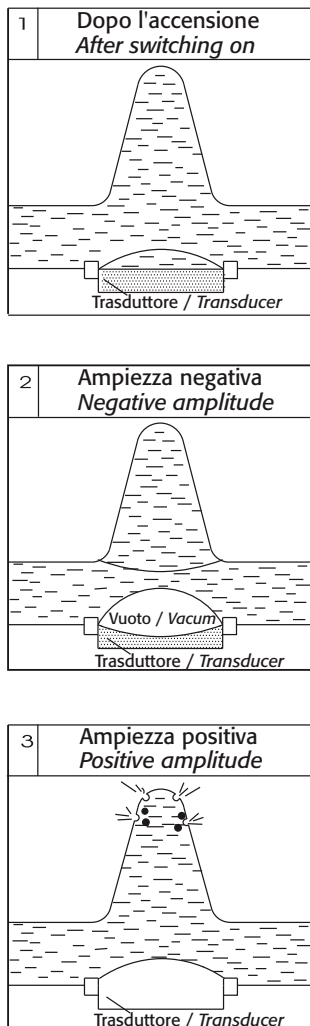 1 Dopo l'accensione
After switching on
Trasduttore / Transducer
2 Ampiezza negativa
Negative amplitude
Vuoto / Vacum
Trasduttore / Transducer
3 Ampiezza positiva
Positive amplitude
Trasduttore / Transducer